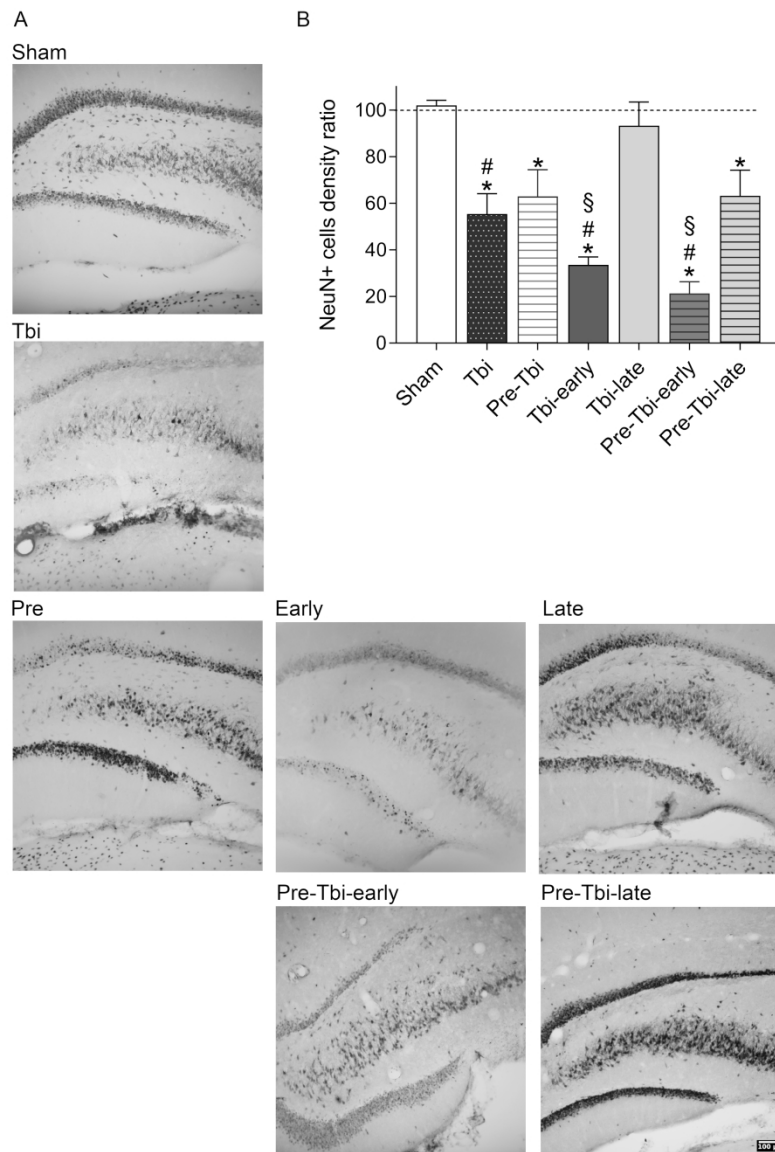 A
B
Sham
NeuN+ cells density ratio
100
80
60
40
20
0
#
*
*
§
#
*
§
#
*
*
Sham
Tbi
Pre-Tbi
Tbi-early
Tbi-late
Pre-Tbi-early
Pre-Tbi-late
Tbi
Pre
Early
Late
Pre-Tbi-early
Pre-Tbi-late
100